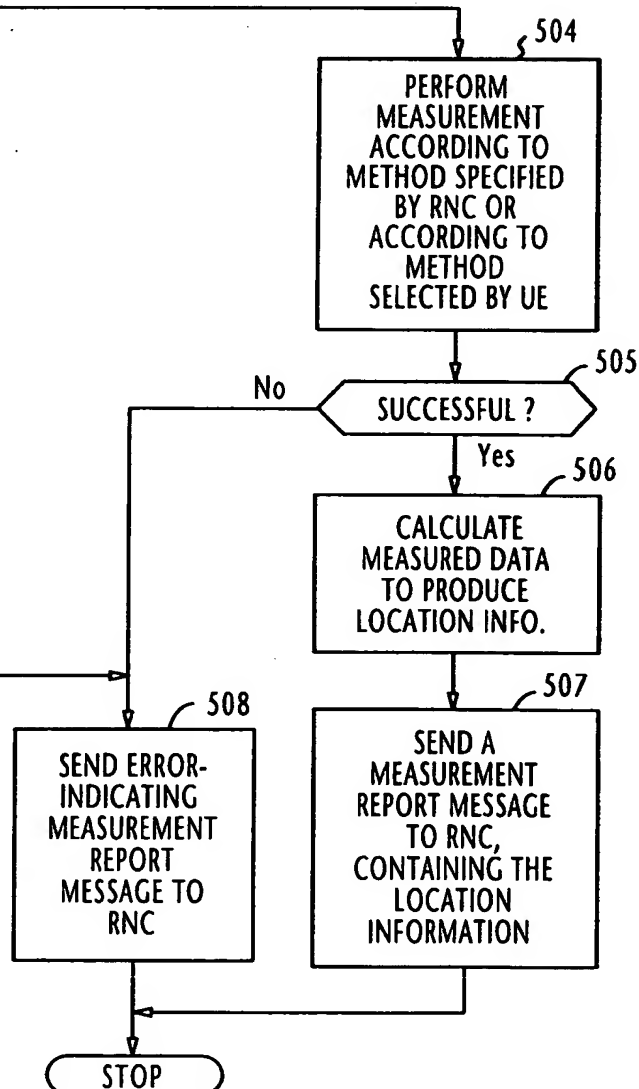 504
PERFORM
MEASUREMENT
ACCORDING TO
METHOD SPECIFIED
BY RNC OR
ACCORDING TO
METHOD
SELECTED BY UE
505
No
SUCCESSFUL ?
Yes
506
CALCULATE
MEASURED DATA
TO PRODUCE
LOCATION INFO.
508
SEND ERROR-
INDICATING
MEASUREMENT
REPORT
MESSAGE TO
RNC
507
SEND A
MEASUREMENT
REPORT MESSAGE
TO RNC,
CONTAINING THE
LOCATION
INFORMATION
STOP